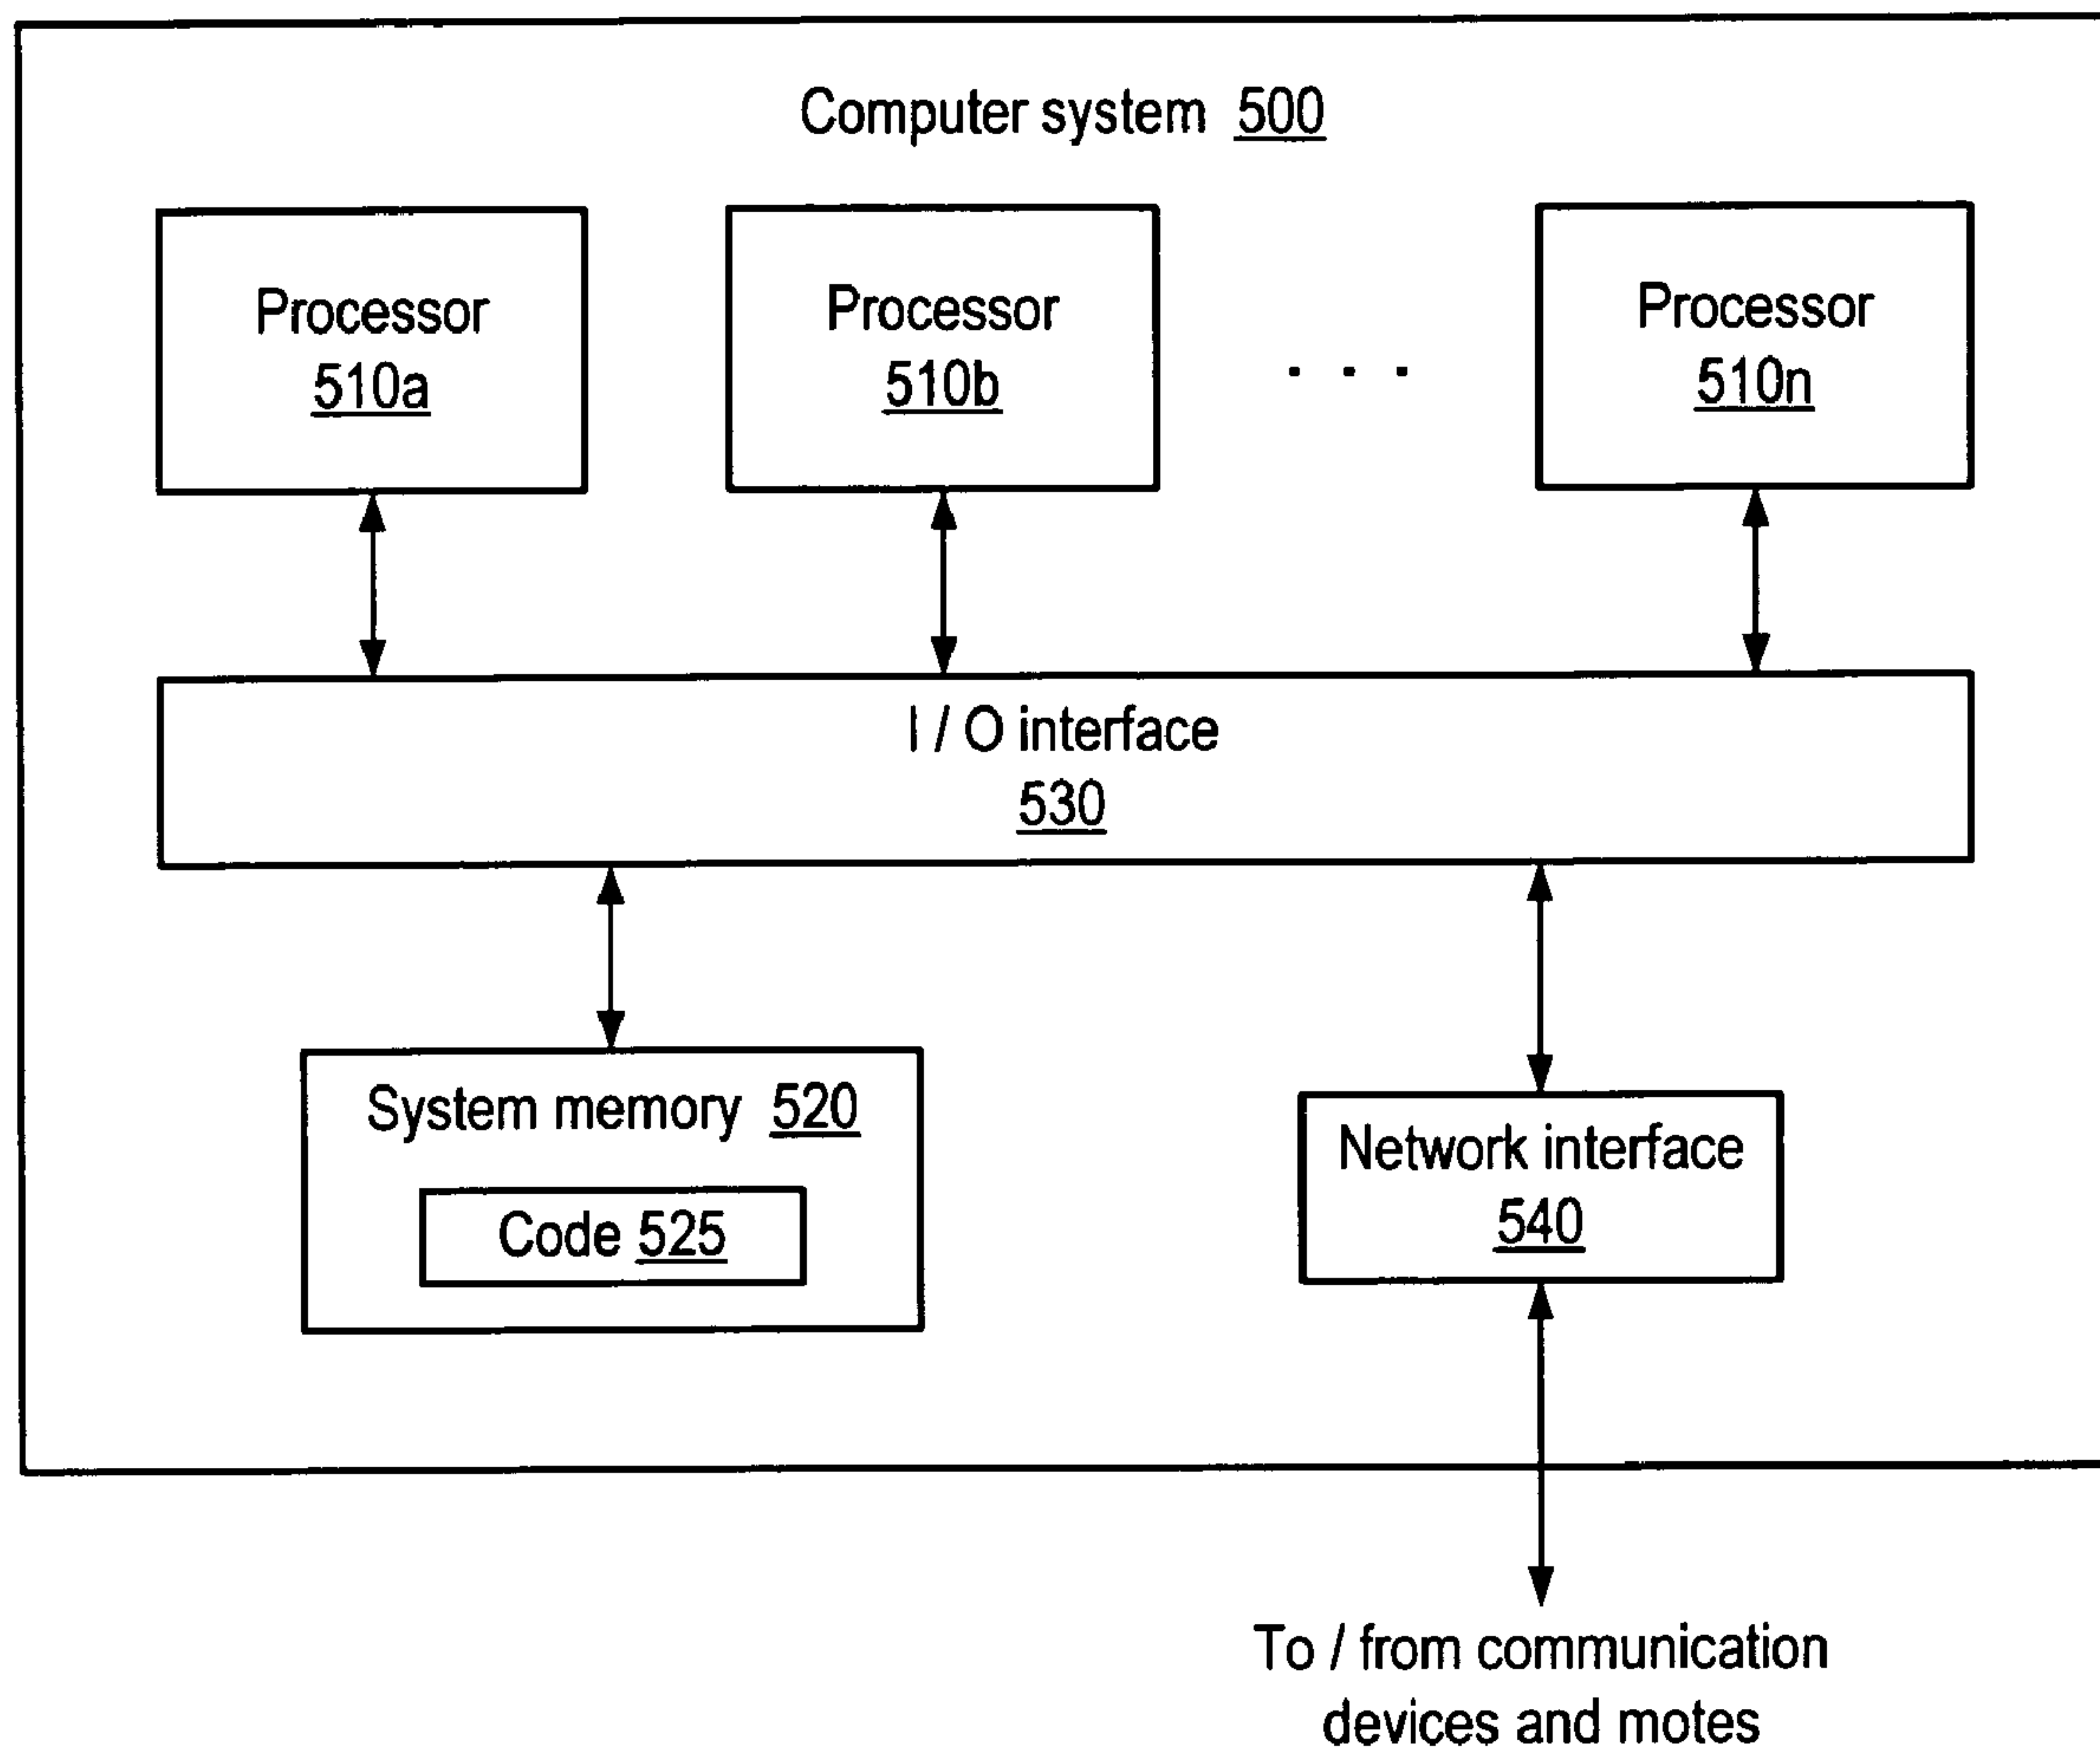 Computer system 500
Processor
510a
Processor
510b
. . .
Processor
510n
I / O interface
530
System memory 520
Code 525
Network interface
540
To / from communication
devices and motes